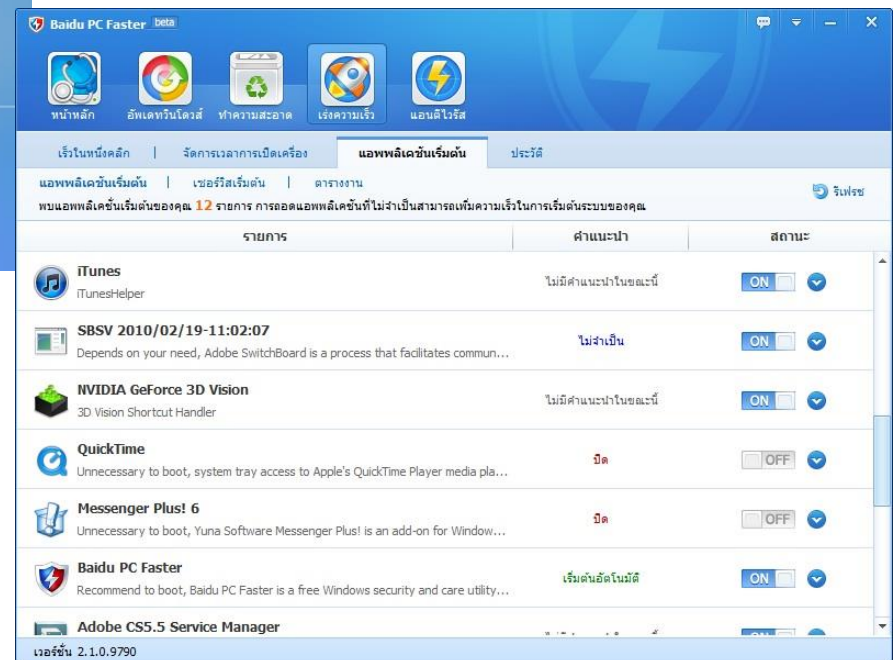 Baidu PC Faster beta
หน้าหลัก อัพเดทวินโดวส์ ทำความสะอาด เร่งความเร็ว แอนตี้ไวรัส
เร็วในหนึ่งคลิก | จัดการเวลาการเปิดเครื่อง แอพพลิเคชันเริ่มต้น ประวัติ
แอพพลิเคชันเริ่มต้น | เซอร์วิสเริ่มต้น | ตารางงาน
รีเฟรช
พบแอพพลิเคชั่นเริ่มต้นของคุณ 12 รายการ การถอดแอพพลิเคชันที่ไม่จำเป็นสามารถเพิ่มความเร็วในการเริ่มต้นระบบของคุณ
รายการ คำแนะนำ สถานะ
iTunes
iTunesHelper
ไม่มีคำแนะนำในขณะนี้ ON
SBSV 2010/02/19-11:02:07
Depends on your need, Adobe SwitchBoard is a process that facilitates commun...
ไม่จำเป็น ON
NVIDIA GeForce 3D Vision
3D Vision Shortcut Handler
ไม่มีคำแนะนำในขณะนี้ ON
QuickTime
Unnecessary to boot, system tray access to Apple's QuickTime Player media pla...
ปิด OFF
Messenger Plus! 6
Unnecessary to boot, Yuna Software Messenger Plus! is an add-on for Window...
ปิด OFF
Baidu PC Faster
Recommend to boot, Baidu PC Faster is a free Windows security and care utility...
เริ่มต้นอัตโนมัติ ON
Adobe CS5.5 Service Manager
เวอร์ชั่น 2.1.0.9790